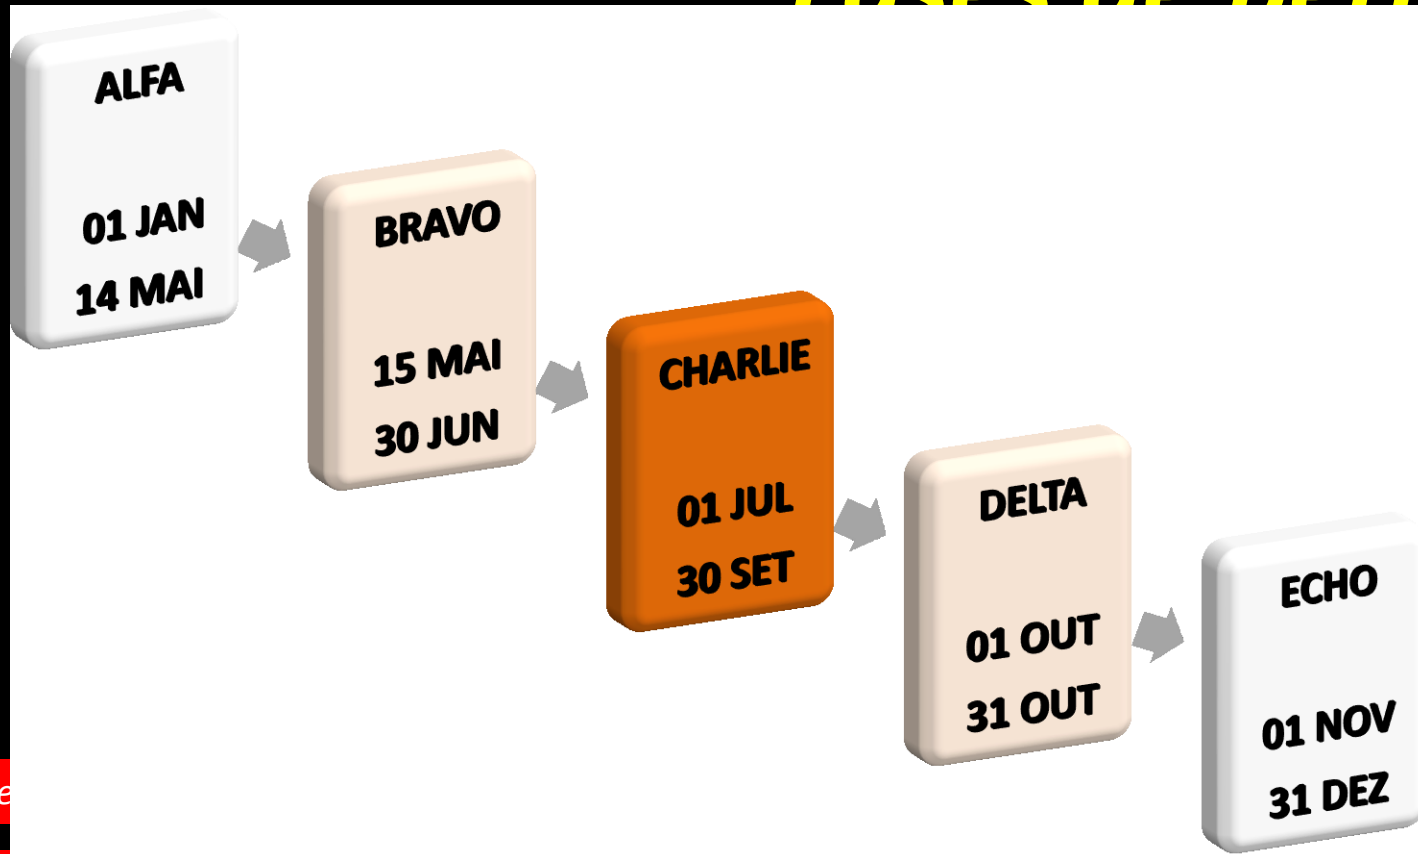 ALFA
01 JAN
14 MAI
BRAVO
15 MAI
30 JUN
CHARLIE
01 JUL
30 SET
DELTA
01 OUT
31 OUT
ECHO
01 NOV
31 DEZ